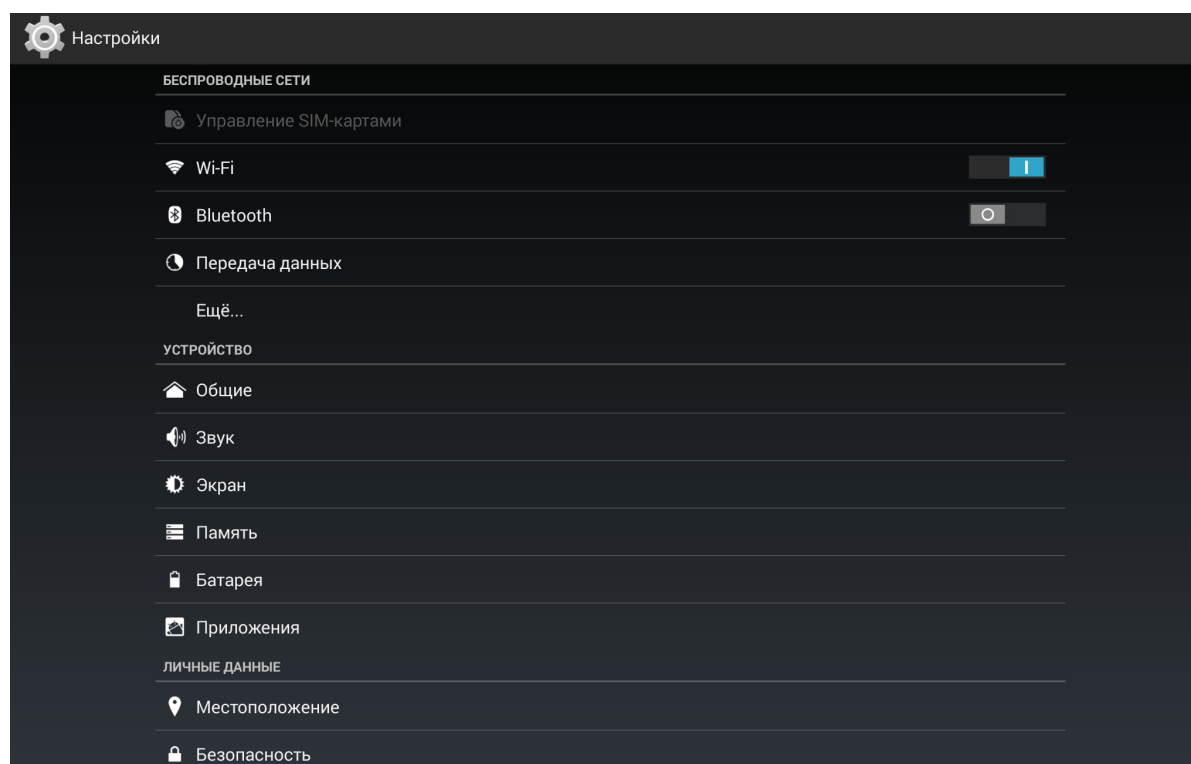 Настройки
БЕСПРОВОДНЫЕ СЕТИ
Управление SIM-картами
Wi-Fi
Bluetooth
Передача данных
Ещё...
УСТРОЙСТВО
Общие
Звук
Экран
Память
Батарея
Приложения
ЛИЧНЫЕ ДАННЫЕ
Местоположение
Безопасность